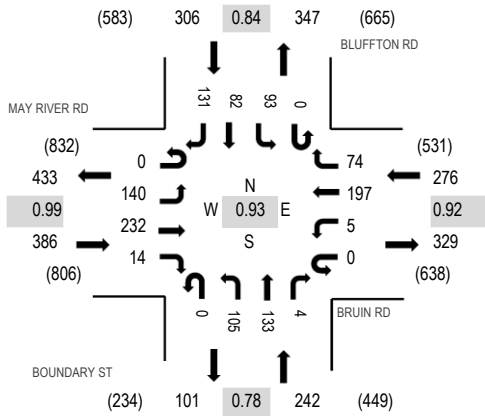 (583) 306 0.84 347 (665)
BLUFFTON RD
131 82 93 0
MAY RIVER RD
(832) (531)
433 0 74 276
0.99 140 N 197 0.92
W 0.93 E
386 232 S 5 329
(806) 14 0 (638)
0 105 133 4
BRUIN RD
BOUNDARY ST
(234) 101 0.78 242 (449)